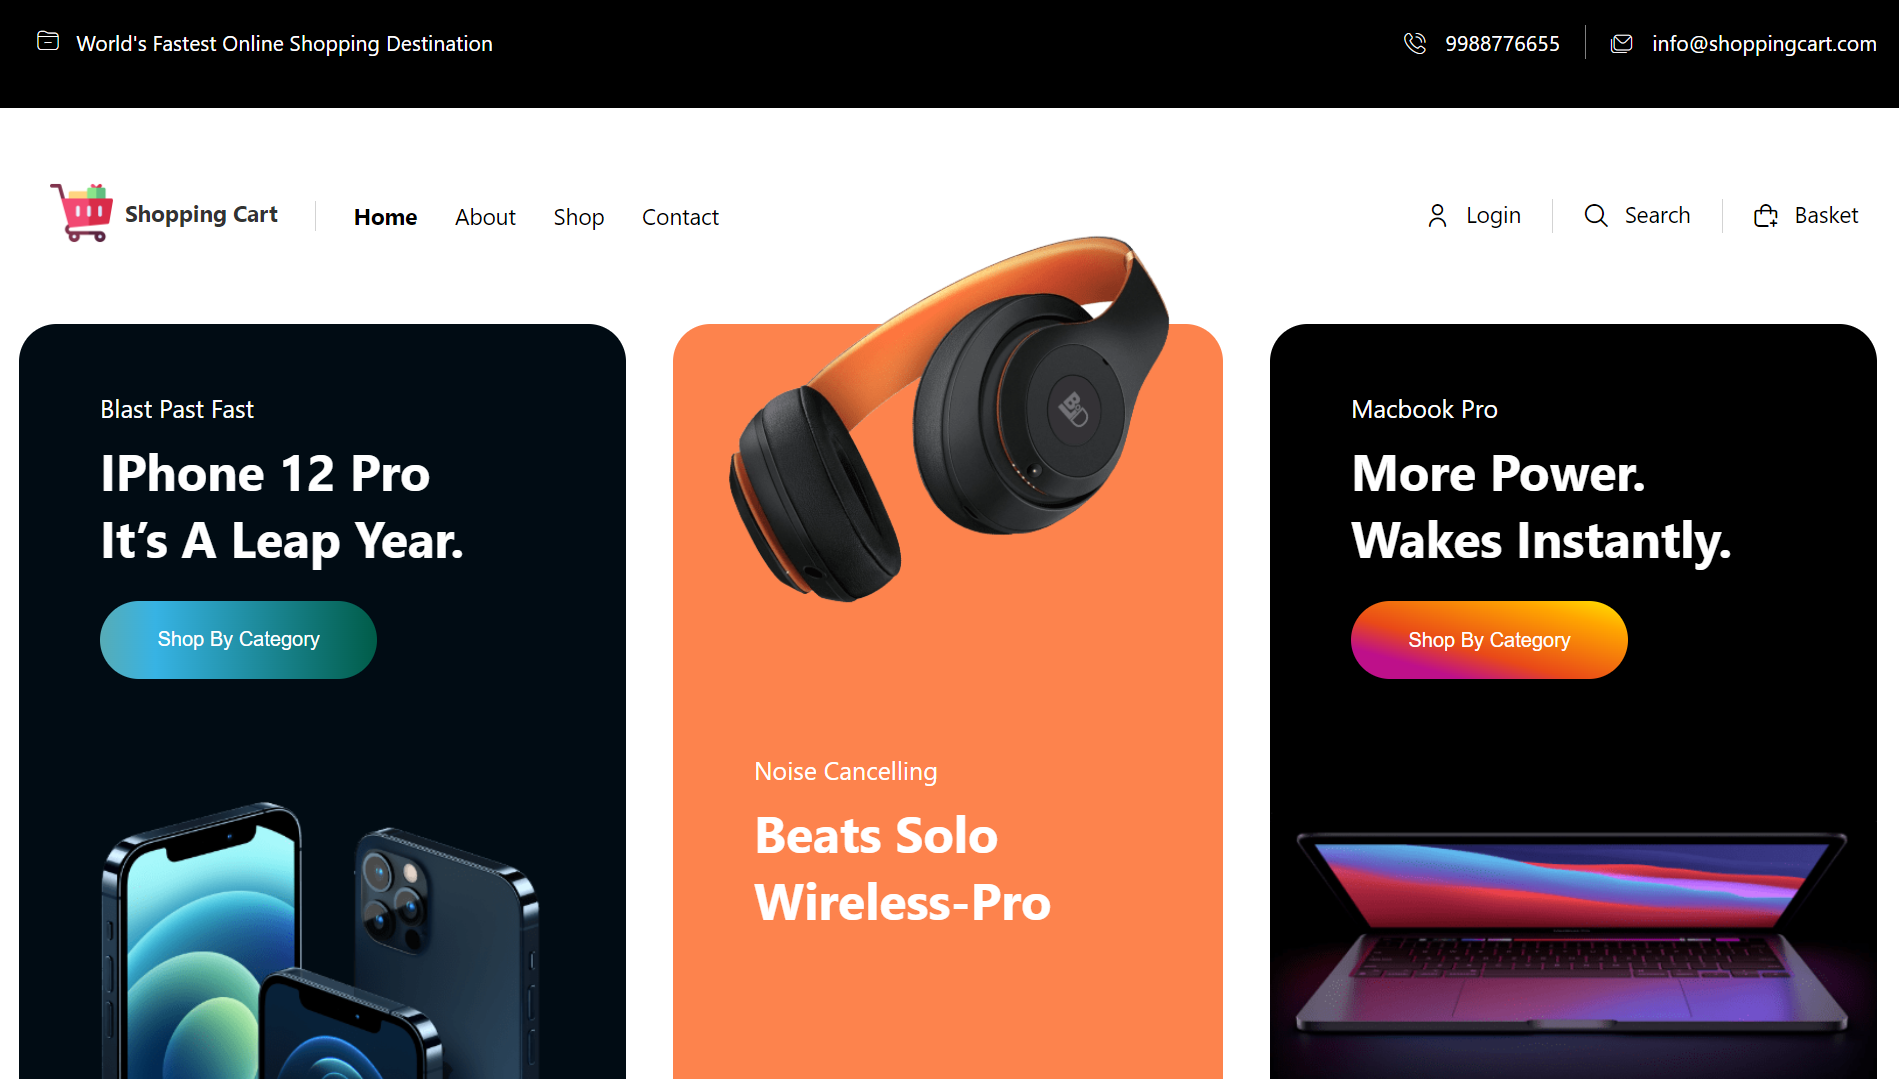 World's Fastest Online Shopping Destination
9988776655
info@shoppingcart.com
Shopping Cart
Home
About
Shop
Contact
Login
Search
Basket
Blast Past Fast
IPhone 12 Pro
It’s A Leap Year.
Shop By Category
Noise Cancelling
Beats Solo
Wireless-Pro
Macbook Pro
More Power.
Wakes Instantly.
Shop By Category